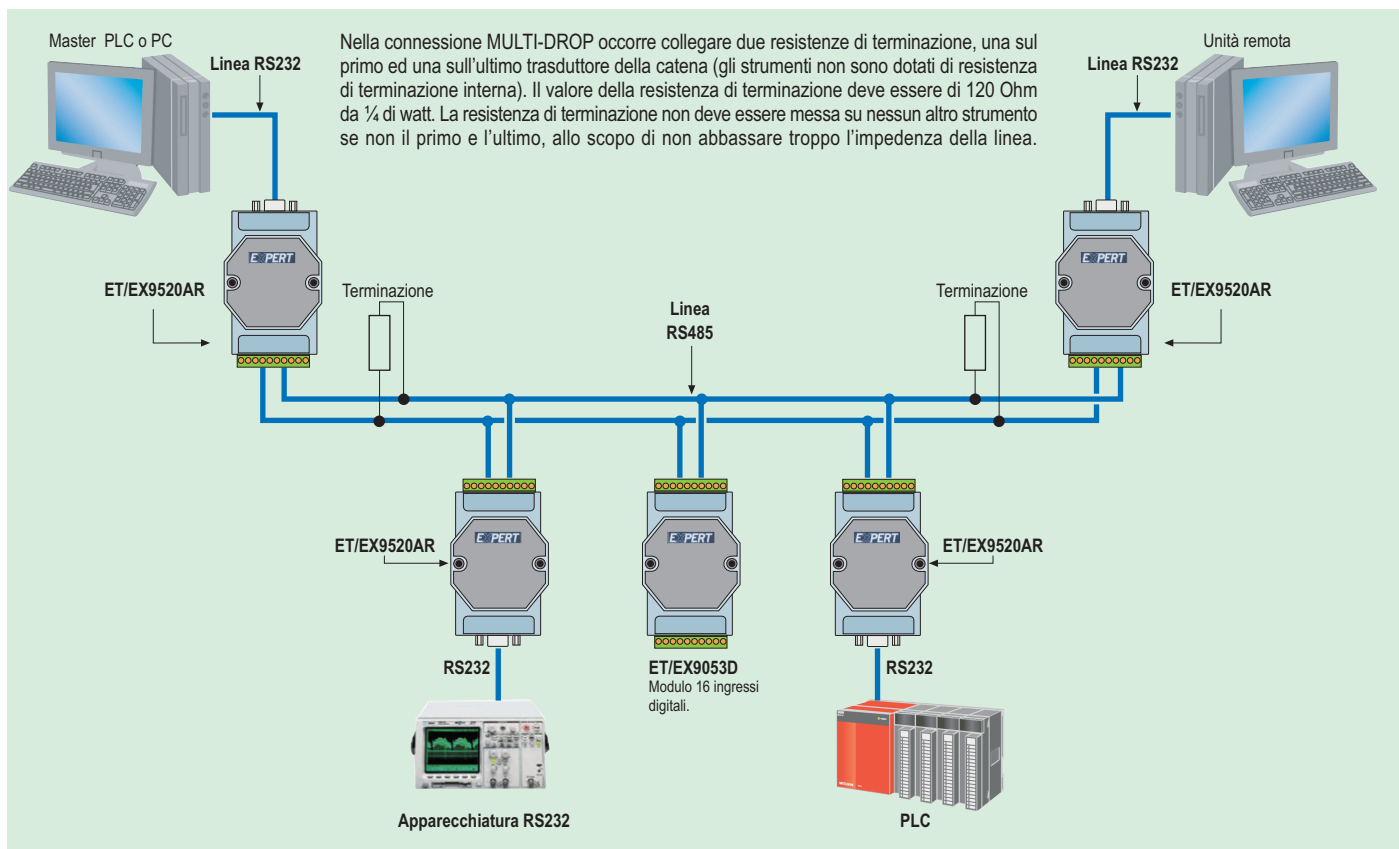 Master PLC o PC
Linea RS232
Nella connessione MULTI-DROP occorre collegare due resistenze di terminazione, una sul
primo ed una sull'ultimo trasduttore della catena (gli strumenti non sono dotati di resistenza
di terminazione interna). Il valore della resistenza di terminazione deve essere di 120 Ohm
da ¼ di watt. La resistenza di terminazione non deve essere messa su nessun altro strumento
se non il primo e l'ultimo, allo scopo di non abbassare troppo l'impedenza della linea.
Unità remota
Linea RS232
EXPERT
EXPERT
ET/EX9520AR
Terminazione
Linea
RS485
Terminazione
ET/EX9520AR
ET/EX9520AR
EXPERT
EXPERT
EXPERT
ET/EX9520AR
RS232
ET/EX9053D
Modulo 16 ingressi
digitali.
RS232
Apparecchiatura RS232
PLC